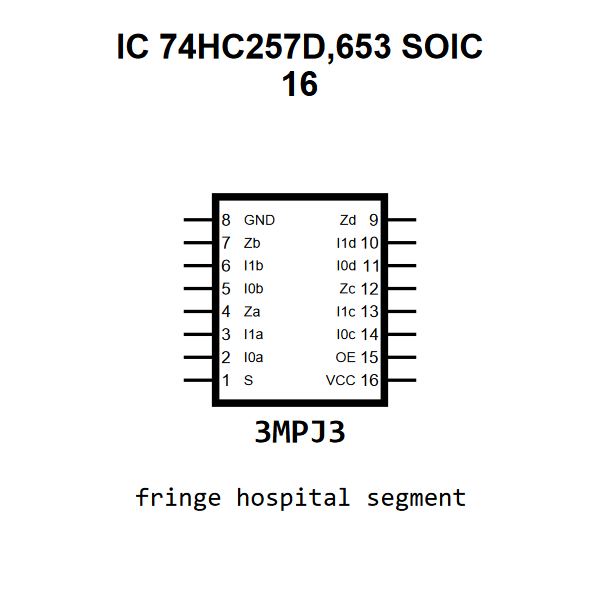 IC 74HC257D,653 SOIC
16
8 GND Zd 9
7 Zb I1d 10
6 I1b I0d 11
5 I0b Zc 12
4 Za I1c 13
3 I1a I0c 14
2 I0a OE 15
1 S VCC 16
3MPJ3
fringe hospital segment